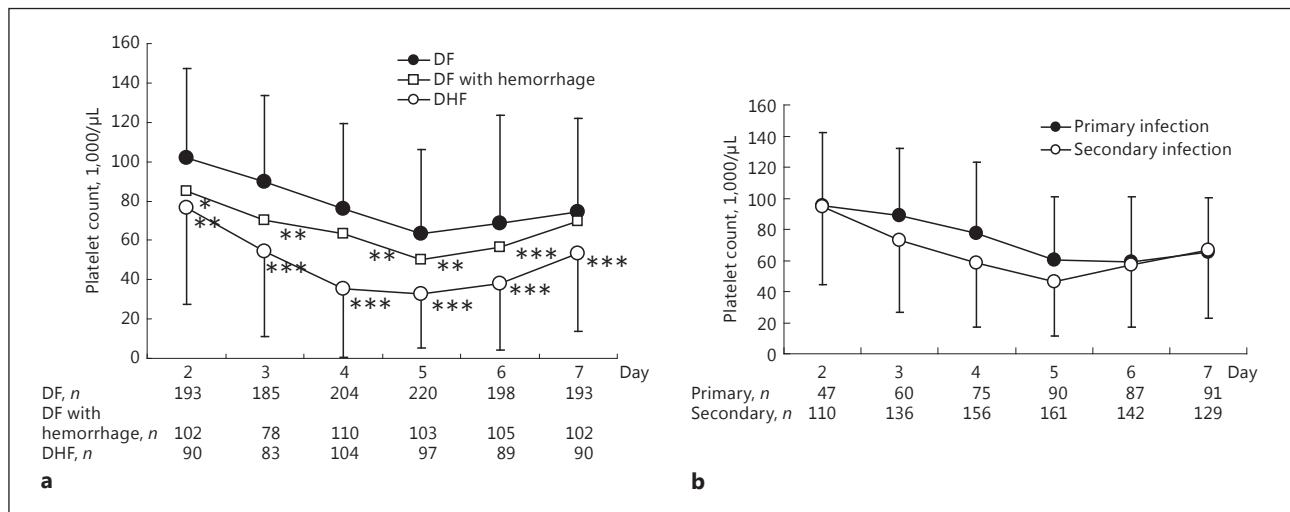 160
140
120
100
80
60
40
20
0
Platelet count, 1,000/µL
DF
DF with hemorrhage
DHF
*
**
**
***
**
***
**
***
***
***
***
2 3 4 5 6 7 Day
DF, n 193 185 204 220 198 193
DF with
hemorrhage, n 102 78 110 103 105 102
DHF, n 90 83 104 97 89 90
a
160
140
120
100
80
60
40
20
0
Platelet count, 1,000/µL
Primary infection
Secondary infection
2 3 4 5 6 7 Day
Primary, n 47 60 75 90 87 91
Secondary, n 110 136 156 161 142 129
b